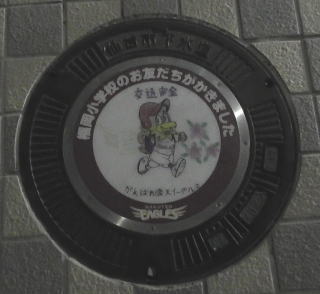 仙台市下水道
福岡小学校のお友だちがかきました
交通安全
がんばれ楽天イーグルス
RAKUTEN
EAGLES